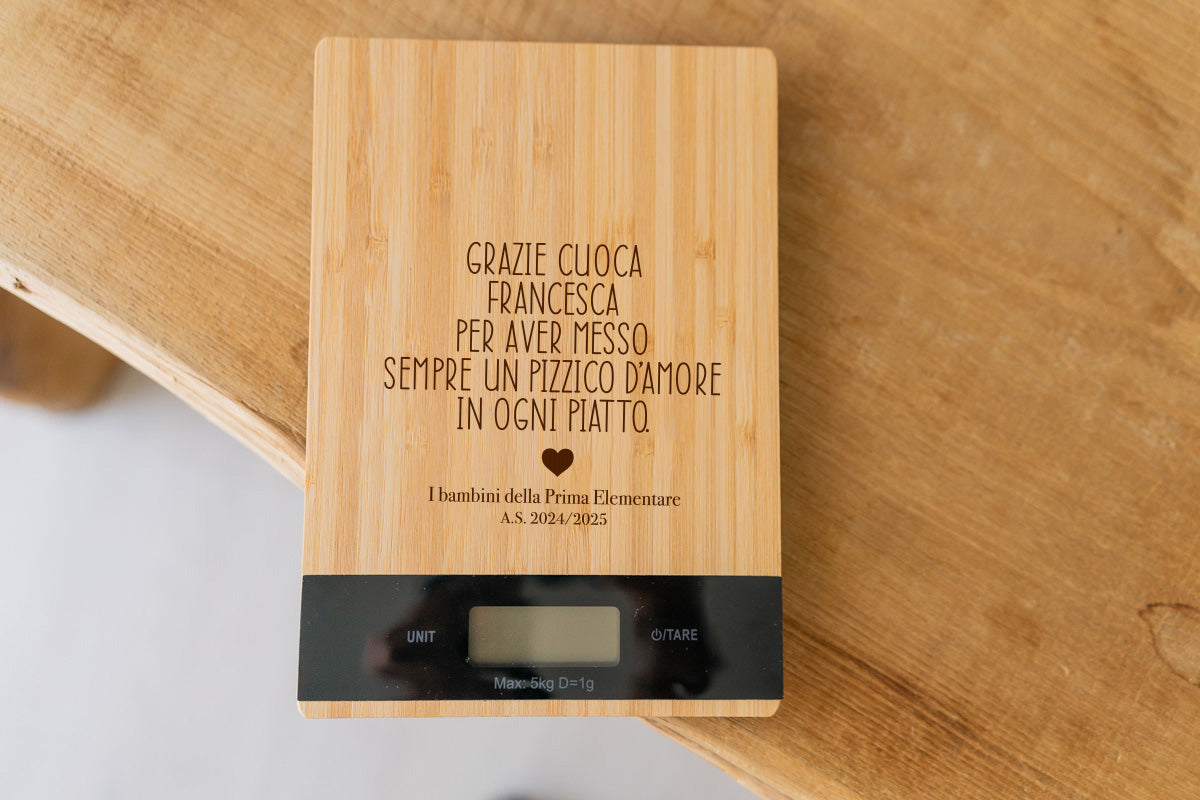 GRAZIE CUOCA
FRANCESCA
PER AVER MESSO
SEMPRE UN PIZZICO D'AMORE
IN OGNI PIATTO.
I bambini della Prima Elementare
A.S. 2024/2025
UNIT
⏻/TARE
Max: 5kg D=1g